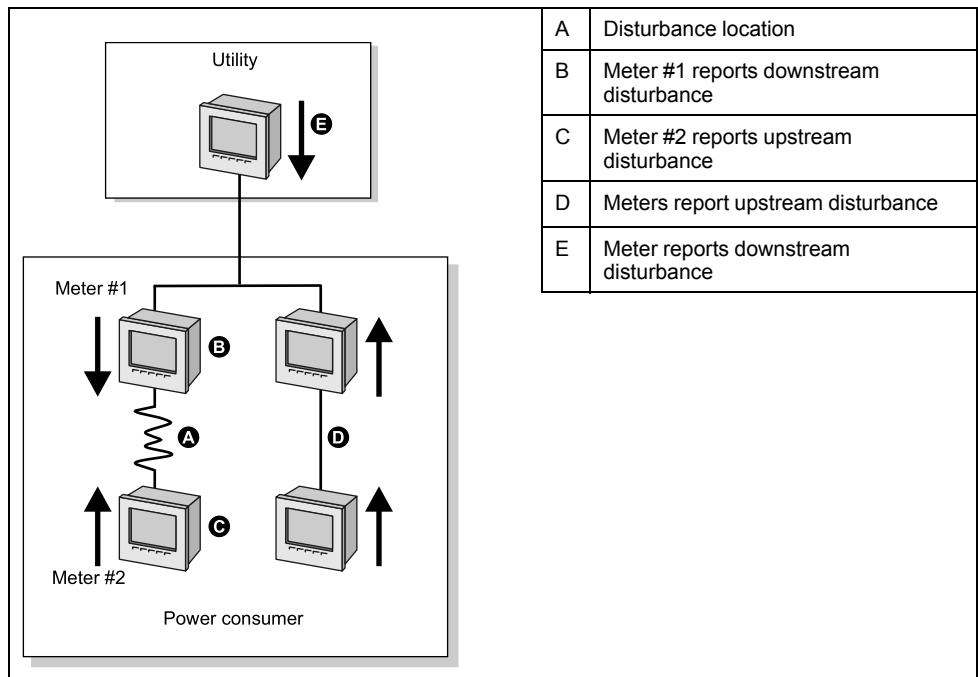 Utility
E
Meter #1
B
A
D
C
Meter #2
Power consumer
A Disturbance location
B Meter #1 reports downstream
disturbance
C Meter #2 reports upstream
disturbance
D Meters report upstream disturbance
E Meter reports downstream
disturbance